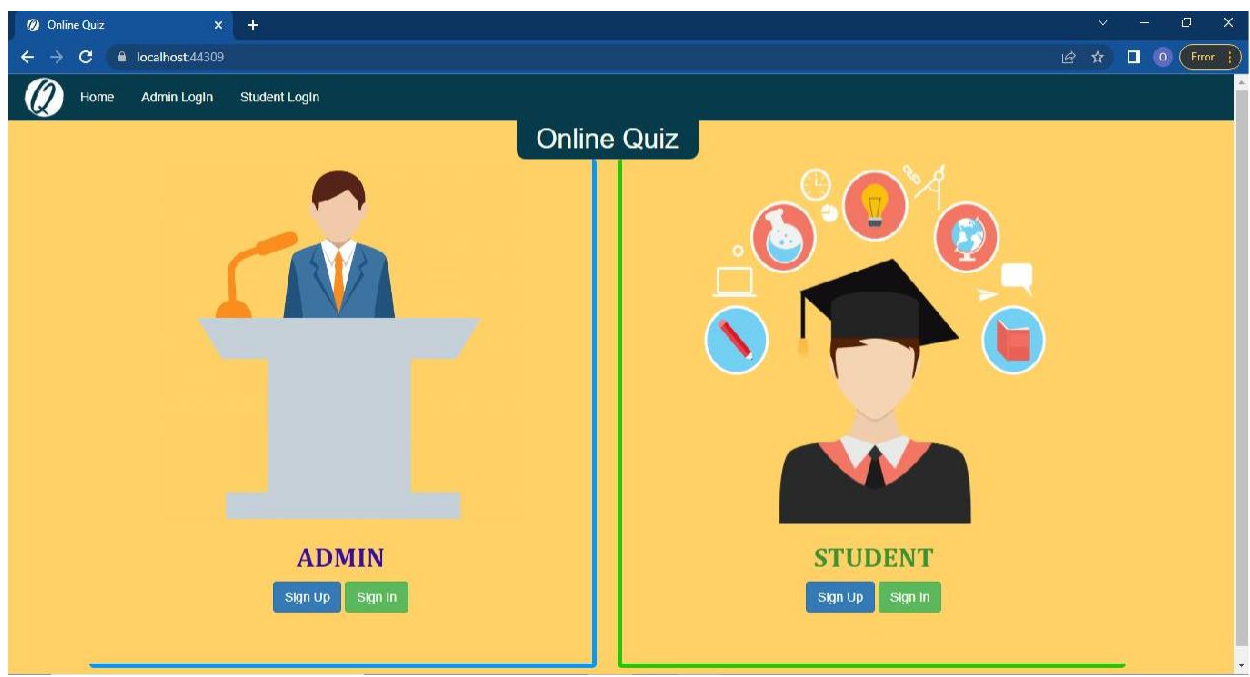 Online Quiz
localhost:44309
O
Error
Q
Home Admin Login Student Login
Online Quiz
ADMIN
Sign Up Sign In
STUDENT
Sign Up Sign In